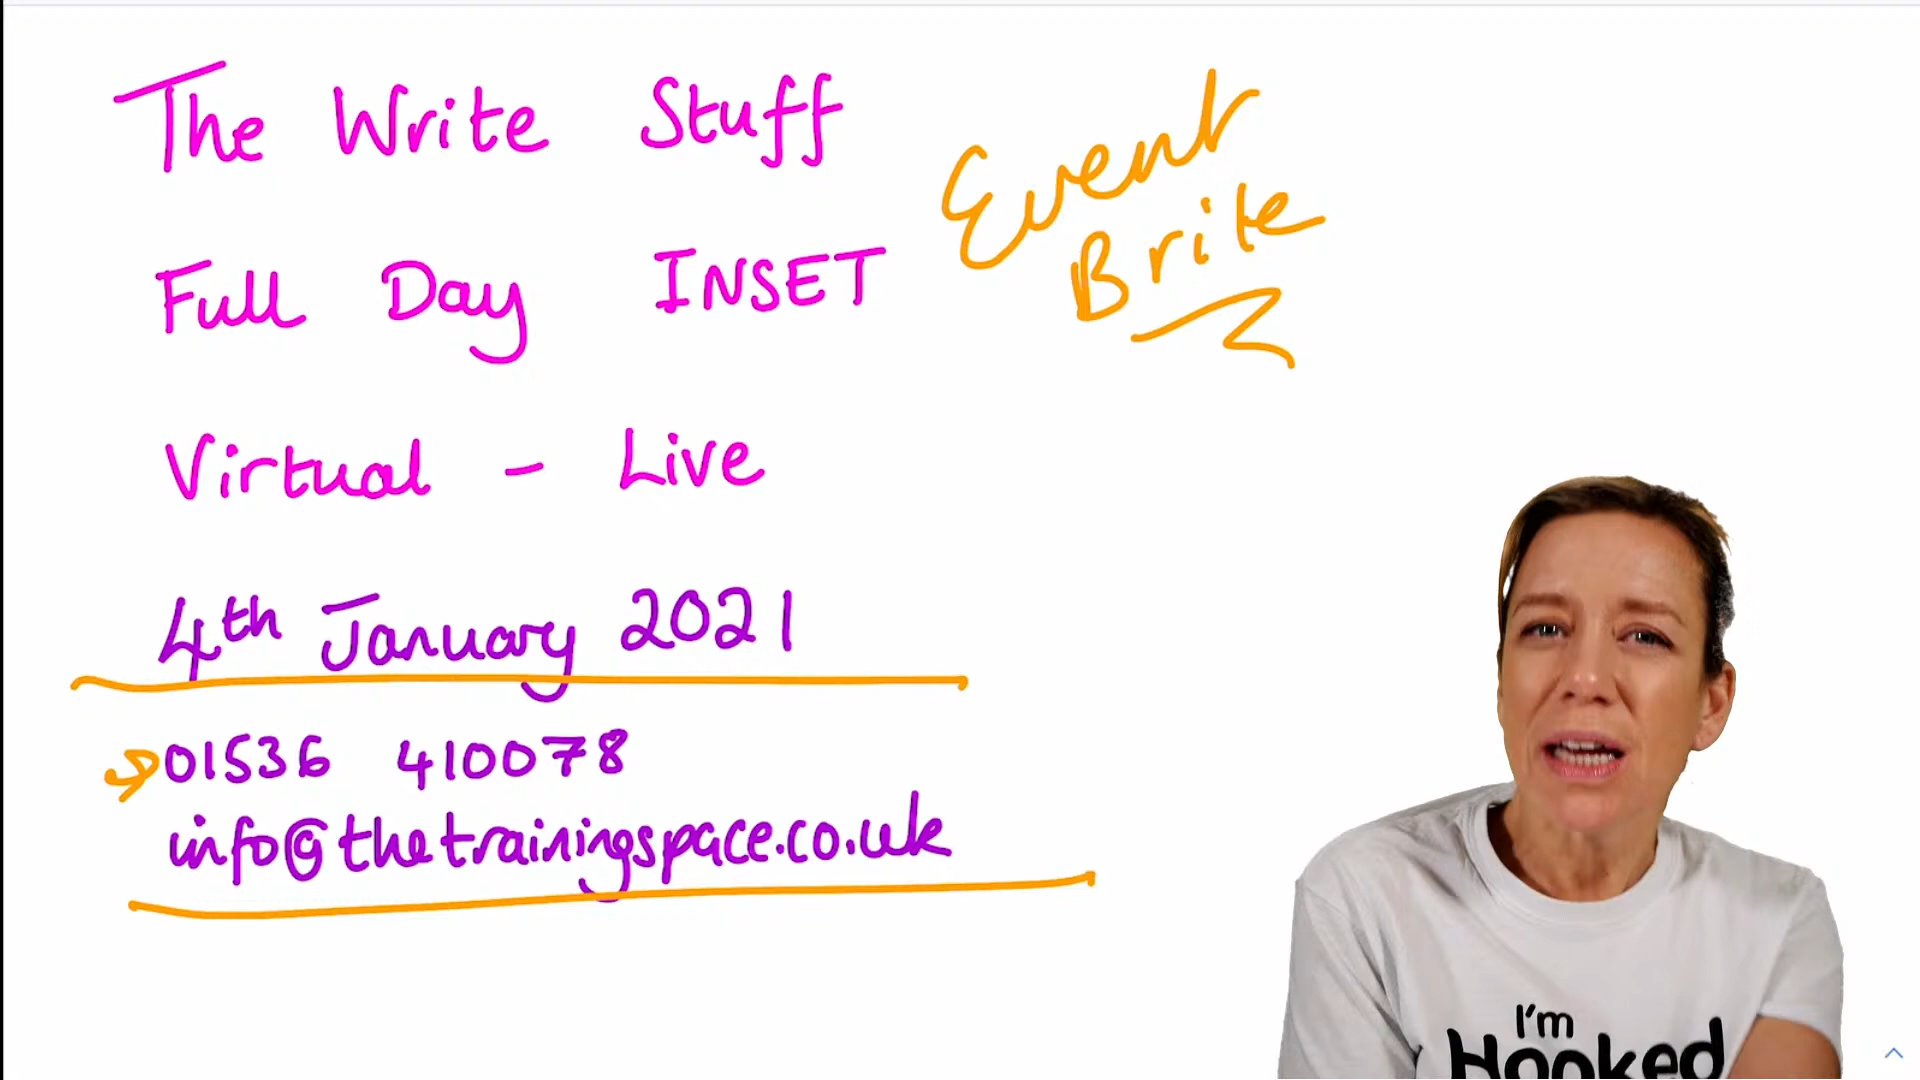 The Write Stuff
Event
Brite
Full Day INSET
Virtual - Live
4th January 2021
01536 410078
info@thetrainingspace.co.uk
I'm
Hooked